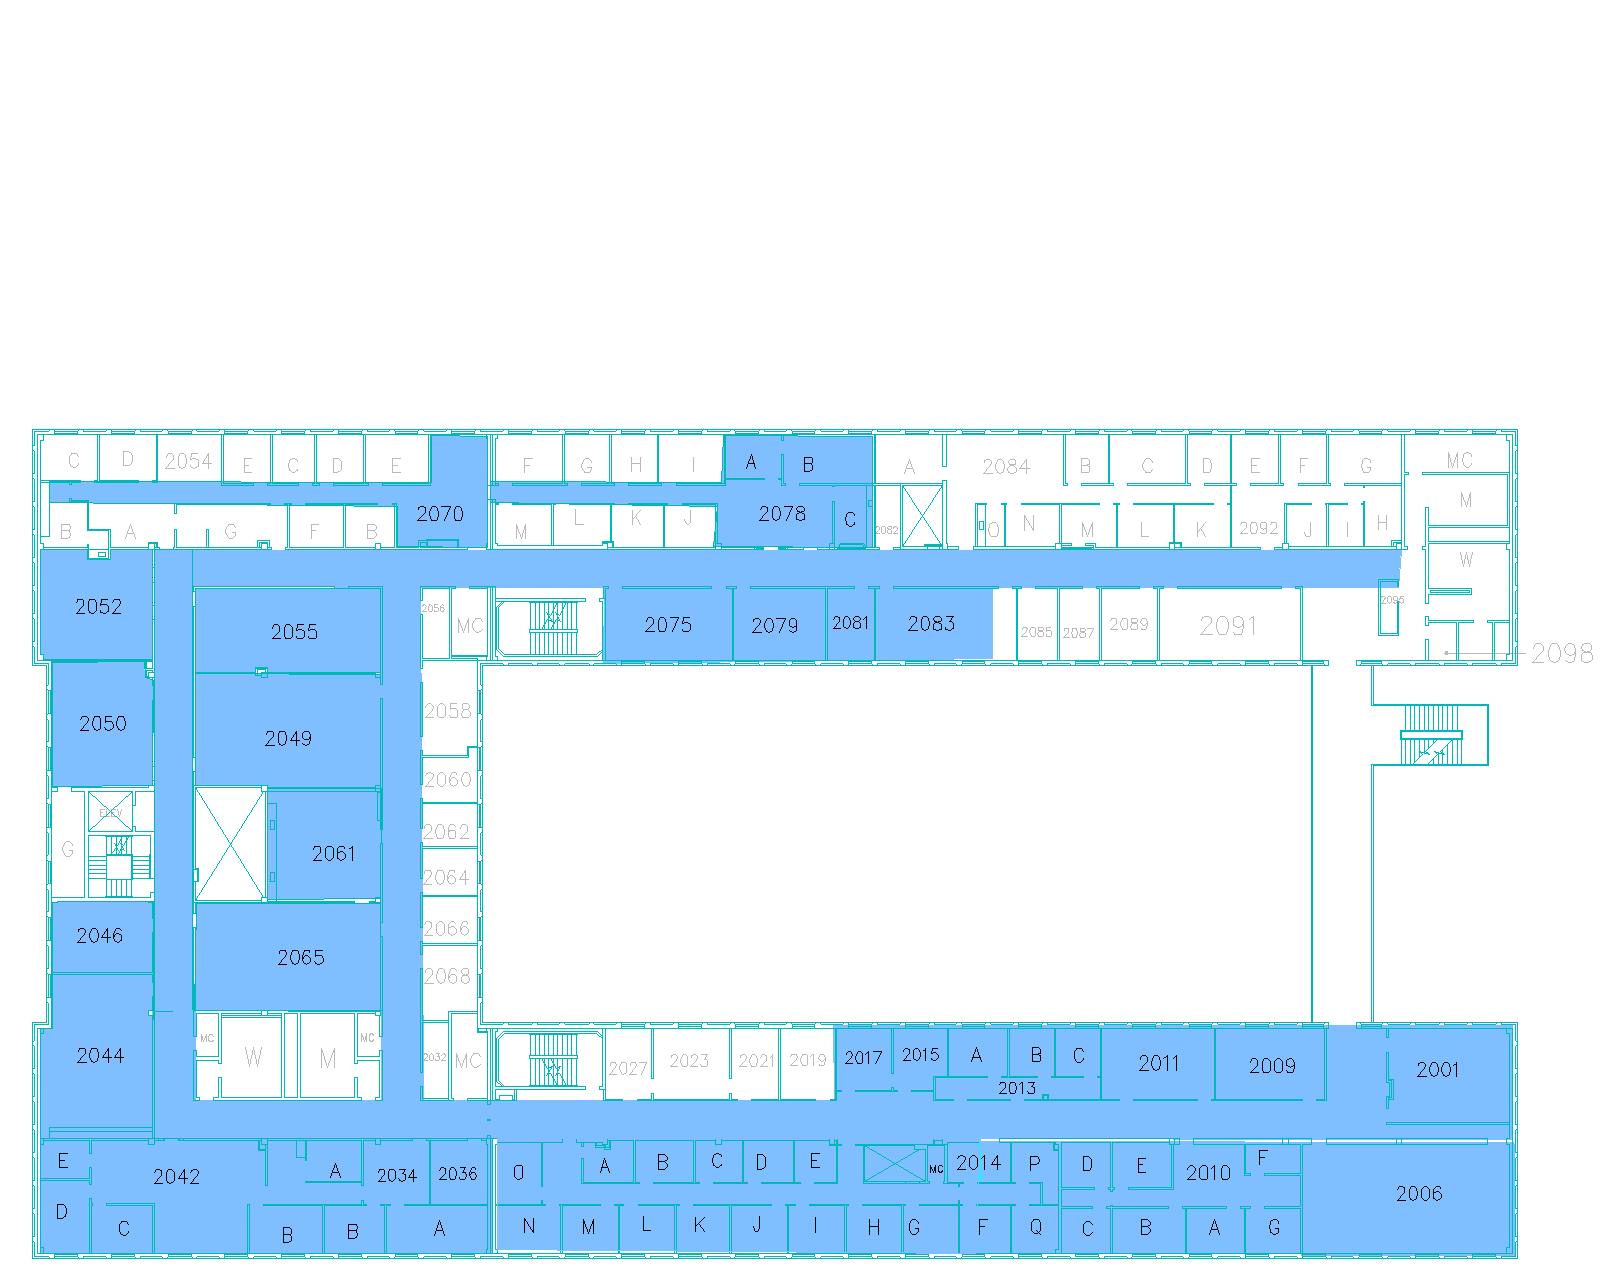 C D 2054 E C D E F G H I A B A 2084 B C D E F G MC
M
B A G F B 2070 M L K J 2078 C 2082 O N M L K 2092 J I H
W
2052 2055 2056 MC 2075 2079 2081 2083 2085 2087 2089 2091 2095
2098
2050 2049 2058
2060
ELEV
G 2061 2062
2064
2046 2065 2066
2068
2044 MC W M MC 2032 MC 2027 2023 2021 2019 2017 2015 A B C 2011 2009 2001
2013
E 2042 A 2034 2036 O A B C D E MC 2014 P D E 2010 F 2006
D C B B A N M L K J I H G F Q C B A G